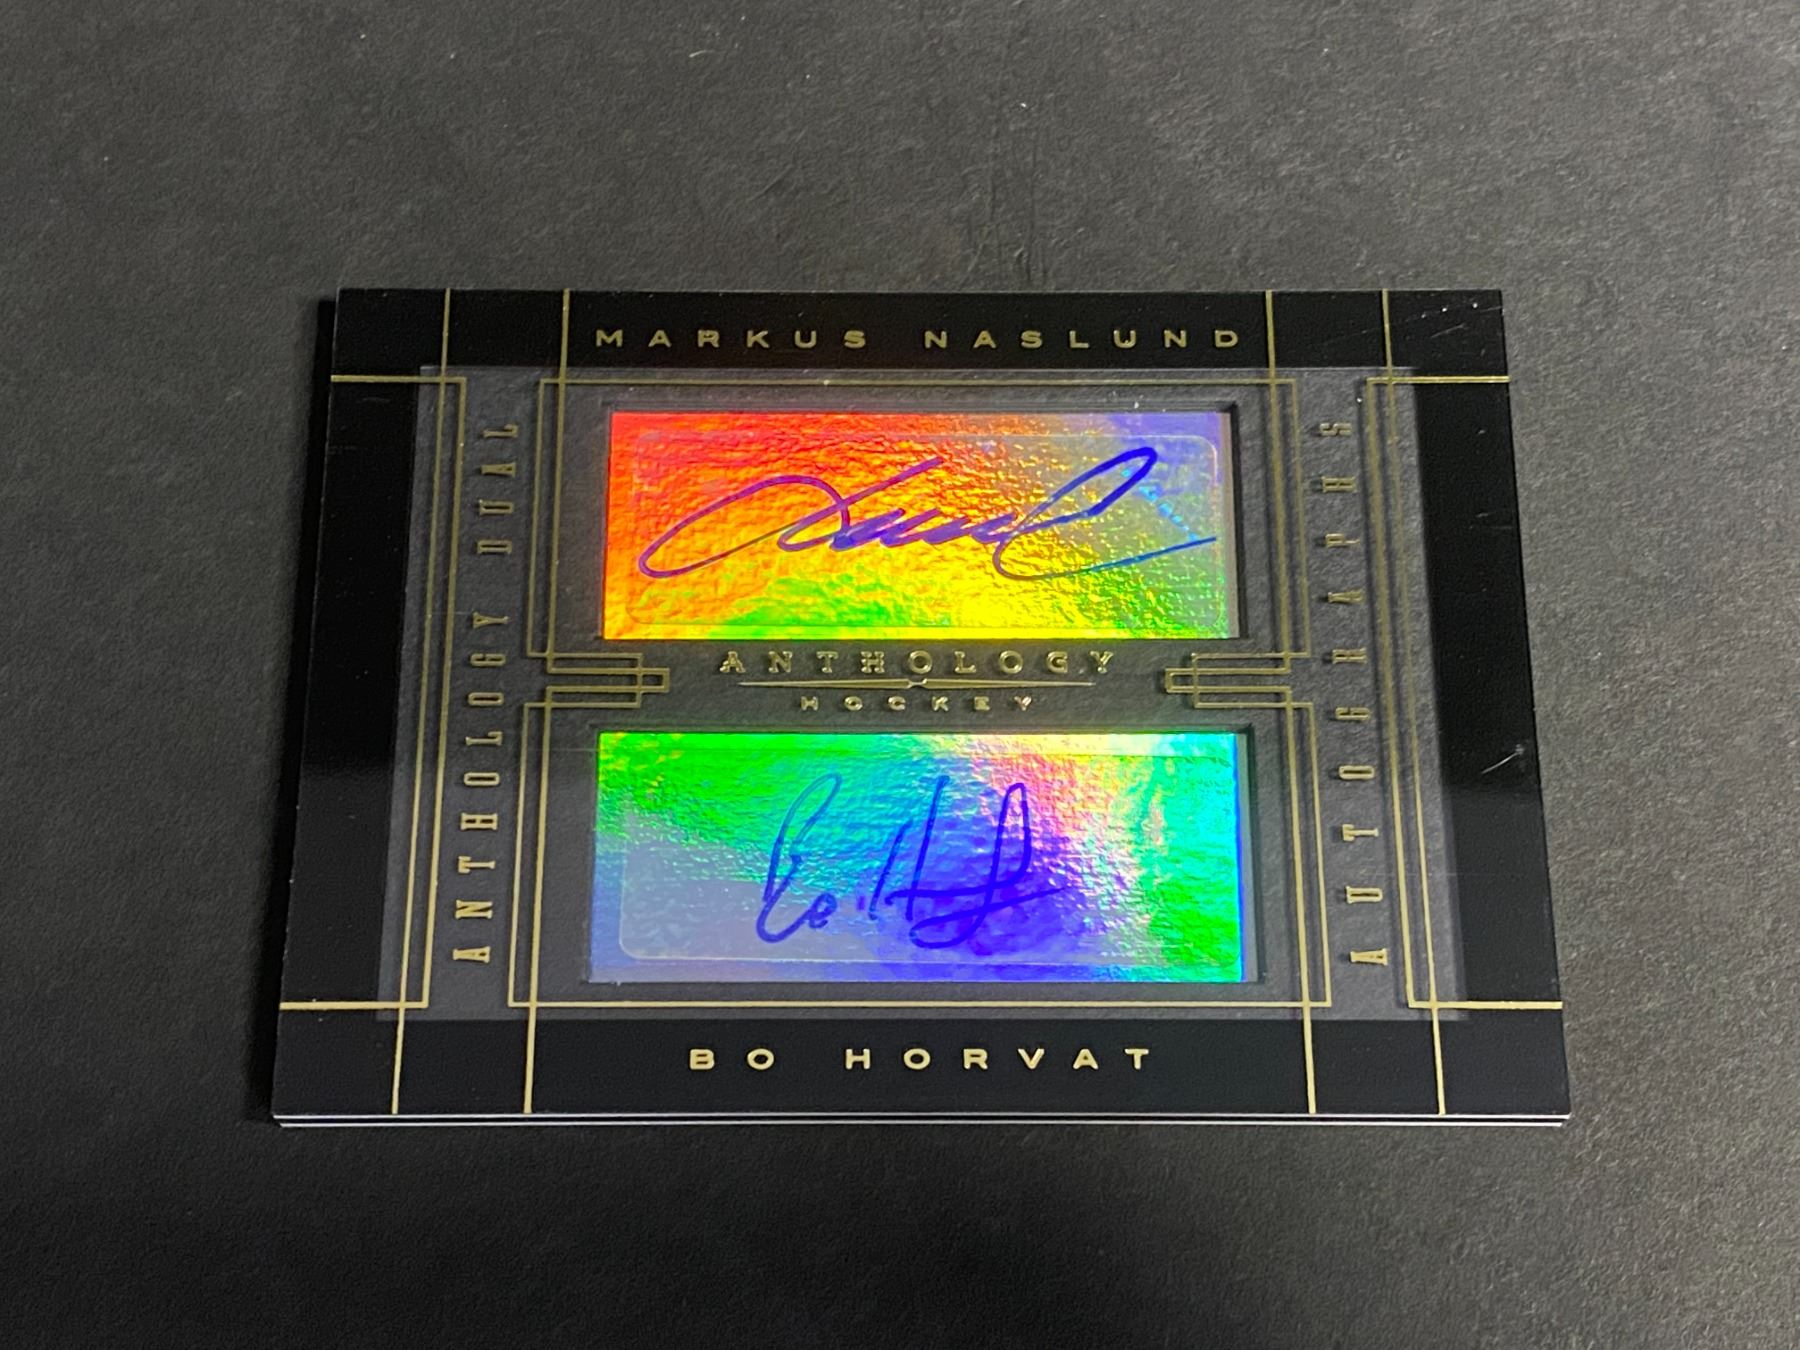 MARKUS NASLUND
ANTHOLOGY DUAL
AUTOGRAPHS
ANTHOLOGY
HOCKEY
BO HORVAT